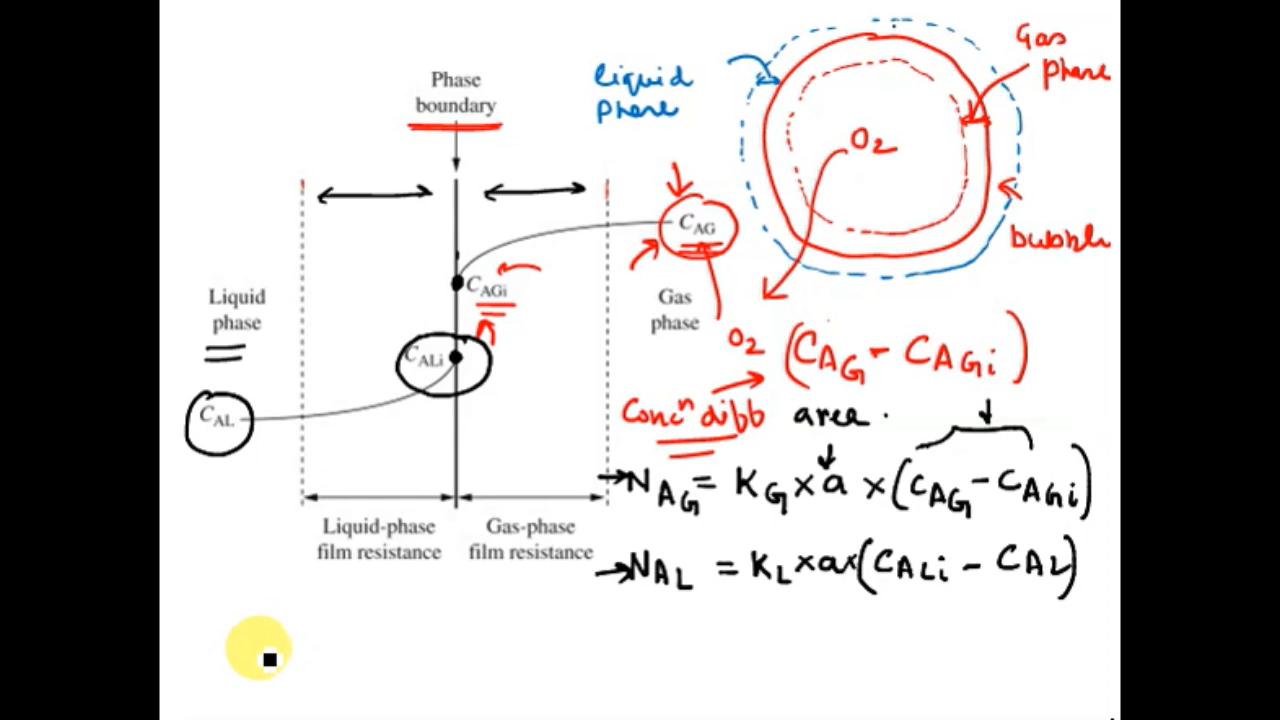 Phase
boundary
Liquid
phase
C_AL
C_ALi
C_AGi
C_AG
Gas
phase
Liquid-phase
film resistance
Gas-phase
film resistance
liquid
phase
Gas
phase
O2
bubble
O2 (C_AG - C_AGi)
Concn dibb area.
N_AG = K_G × a × (C_AG - C_AGi)
N_AL = K_L × a × (C_ALi - C_AL)